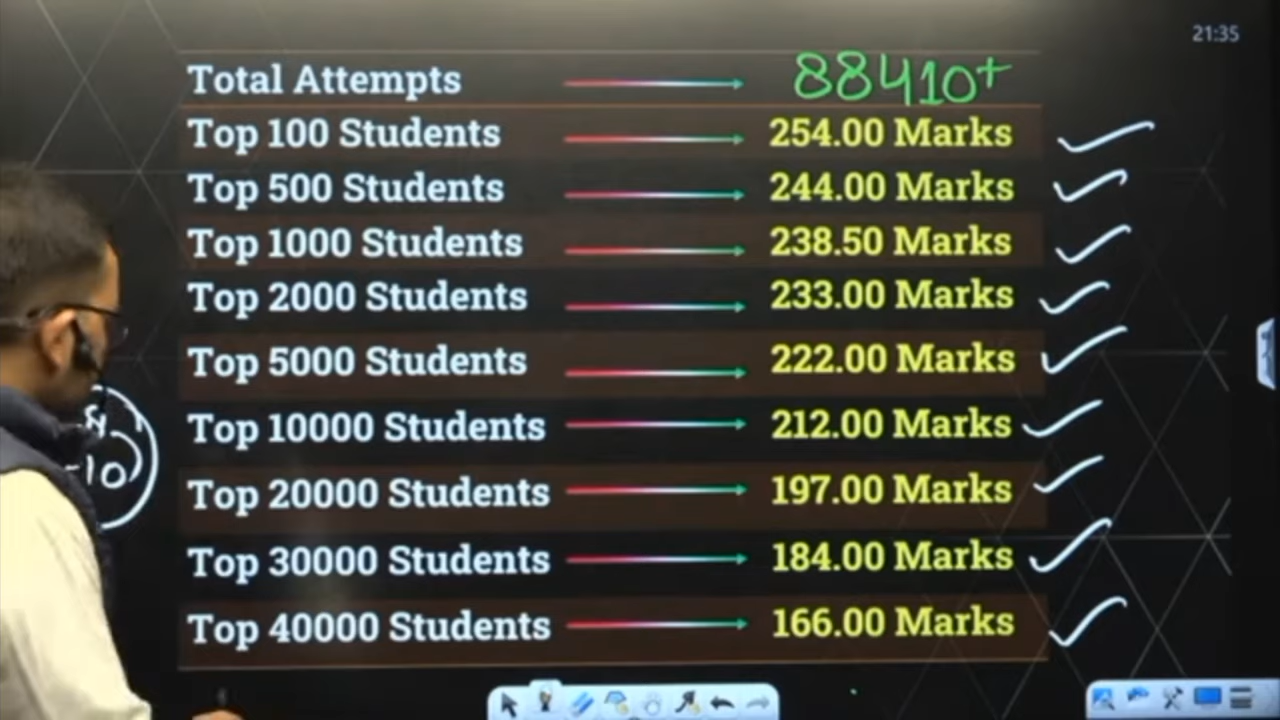 21:35
Total Attempts 88410+
Top 100 Students 254.00 Marks
Top 500 Students 244.00 Marks
Top 1000 Students 238.50 Marks
Top 2000 Students 233.00 Marks
Top 5000 Students 222.00 Marks
Top 10000 Students 212.00 Marks
Top 20000 Students 197.00 Marks
Top 30000 Students 184.00 Marks
Top 40000 Students 166.00 Marks
10